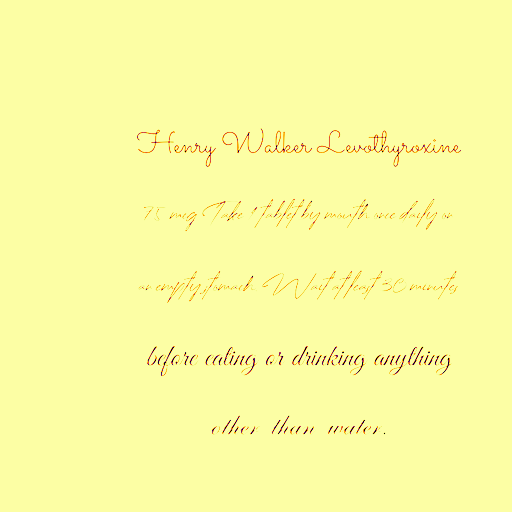 Henry Walker Levothyroxine
75 mcg Take 1 tablet by mouth once daily on
an empty stomach. Wait at least 30 minutes
before eating or drinking anything
other than water.